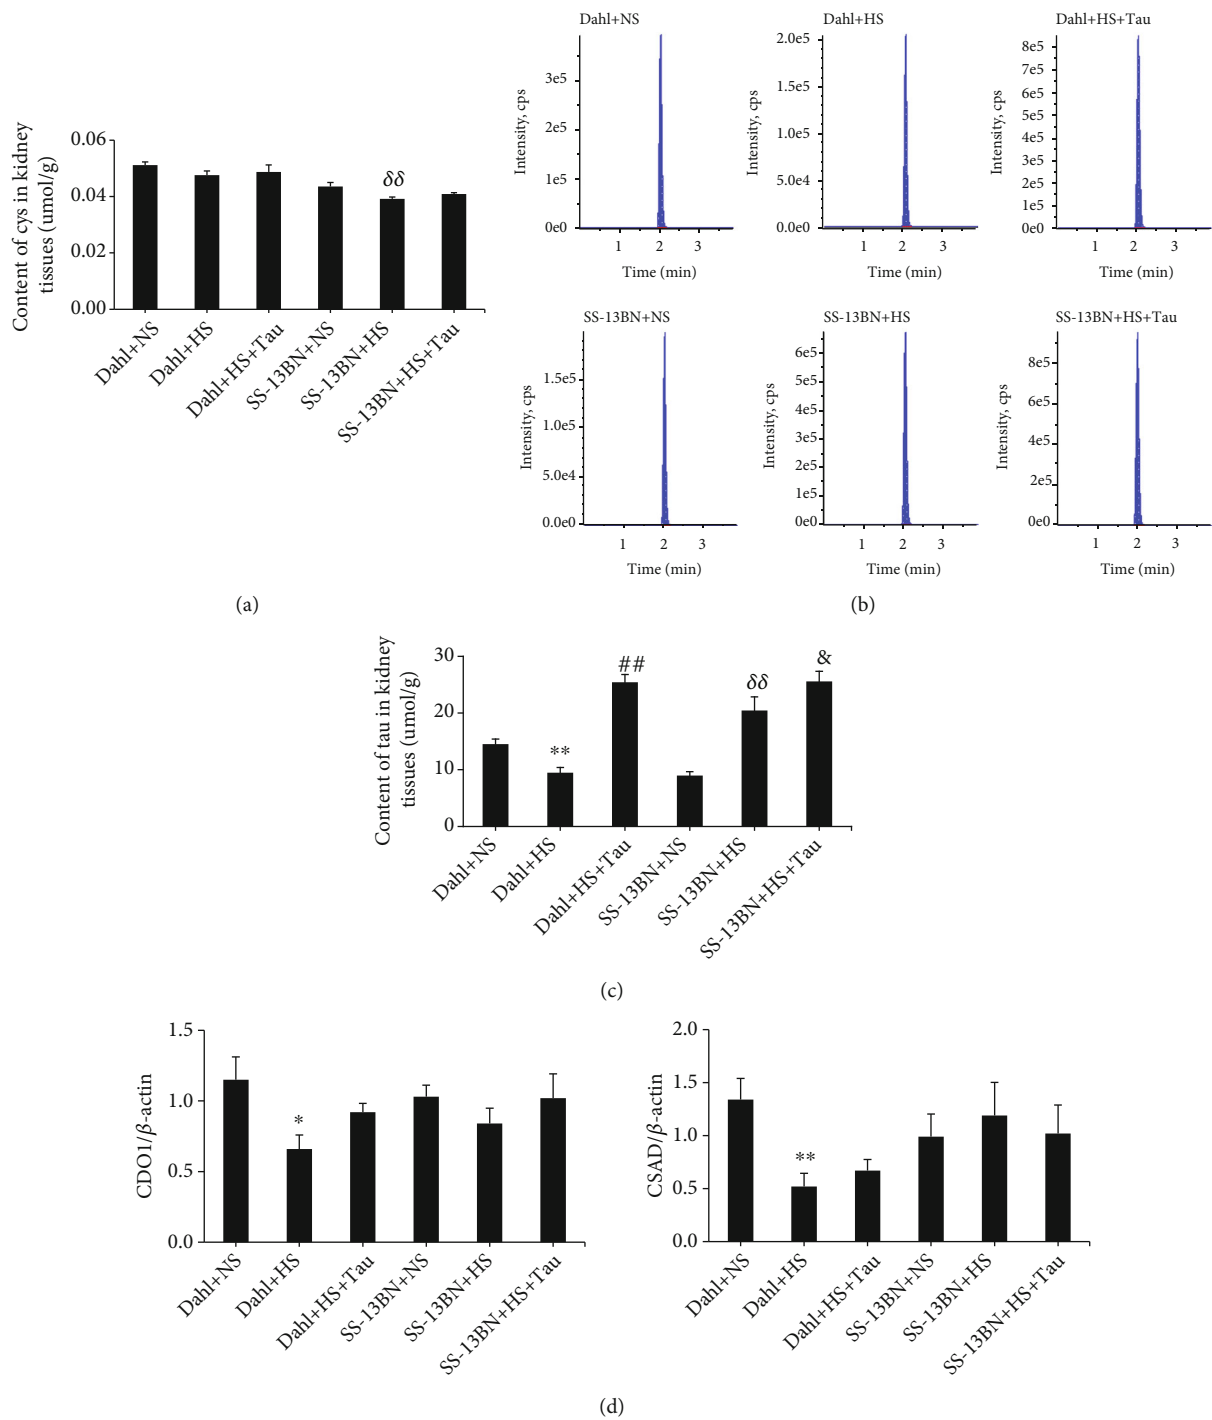 Content of cys in kidney
tissues (umol/g)
0.06
0.04
0.02
0.00
δδ
Dahl+NS
Dahl+HS
Dahl+HS+Tau
SS-13BN+NS
SS-13BN+HS
SS-13BN+HS+Tau
(a)
Dahl+NS
Intensity, cps
3e5
2e5
1e5
0e0
1 2 3
Time (min)
Dahl+HS
Intensity, cps
2.0e5
1.5e5
1.0e5
5.0e4
0.0e0
1 2 3
Time (min)
Dahl+HS+Tau
Intensity, cps
8e5
7e5
6e5
5e5
4e5
3e5
2e5
1e5
0e0
1 2 3
Time (min)
SS-13BN+NS
Intensity, cps
1.5e5
1.0e5
5.0e4
0.0e0
1 2 3
Time (min)
SS-13BN+HS
Intensity, cps
6e5
5e5
4e5
3e5
2e5
1e5
0e0
1 2 3
Time (min)
SS-13BN+HS+Tau
Intensity, cps
8e5
6e5
4e5
2e5
0e0
1 2 3
Time (min)
(b)
Content of tau in kidney
tissues (umol/g)
30
20
10
0
**
##
δδ
&
Dahl+NS
Dahl+HS
Dahl+HS+Tau
SS-13BN+NS
SS-13BN+HS
SS-13BN+HS+Tau
(c)
CDO1/β-actin
1.5
1.0
0.5
0.0
*
Dahl+NS
Dahl+HS
Dahl+HS+Tau
SS-13BN+NS
SS-13BN+HS
SS-13BN+HS+Tau
CSAD/β-actin
2.0
1.5
1.0
0.5
0.0
**
Dahl+NS
Dahl+HS
Dahl+HS+Tau
SS-13BN+NS
SS-13BN+HS
SS-13BN+HS+Tau
(d)